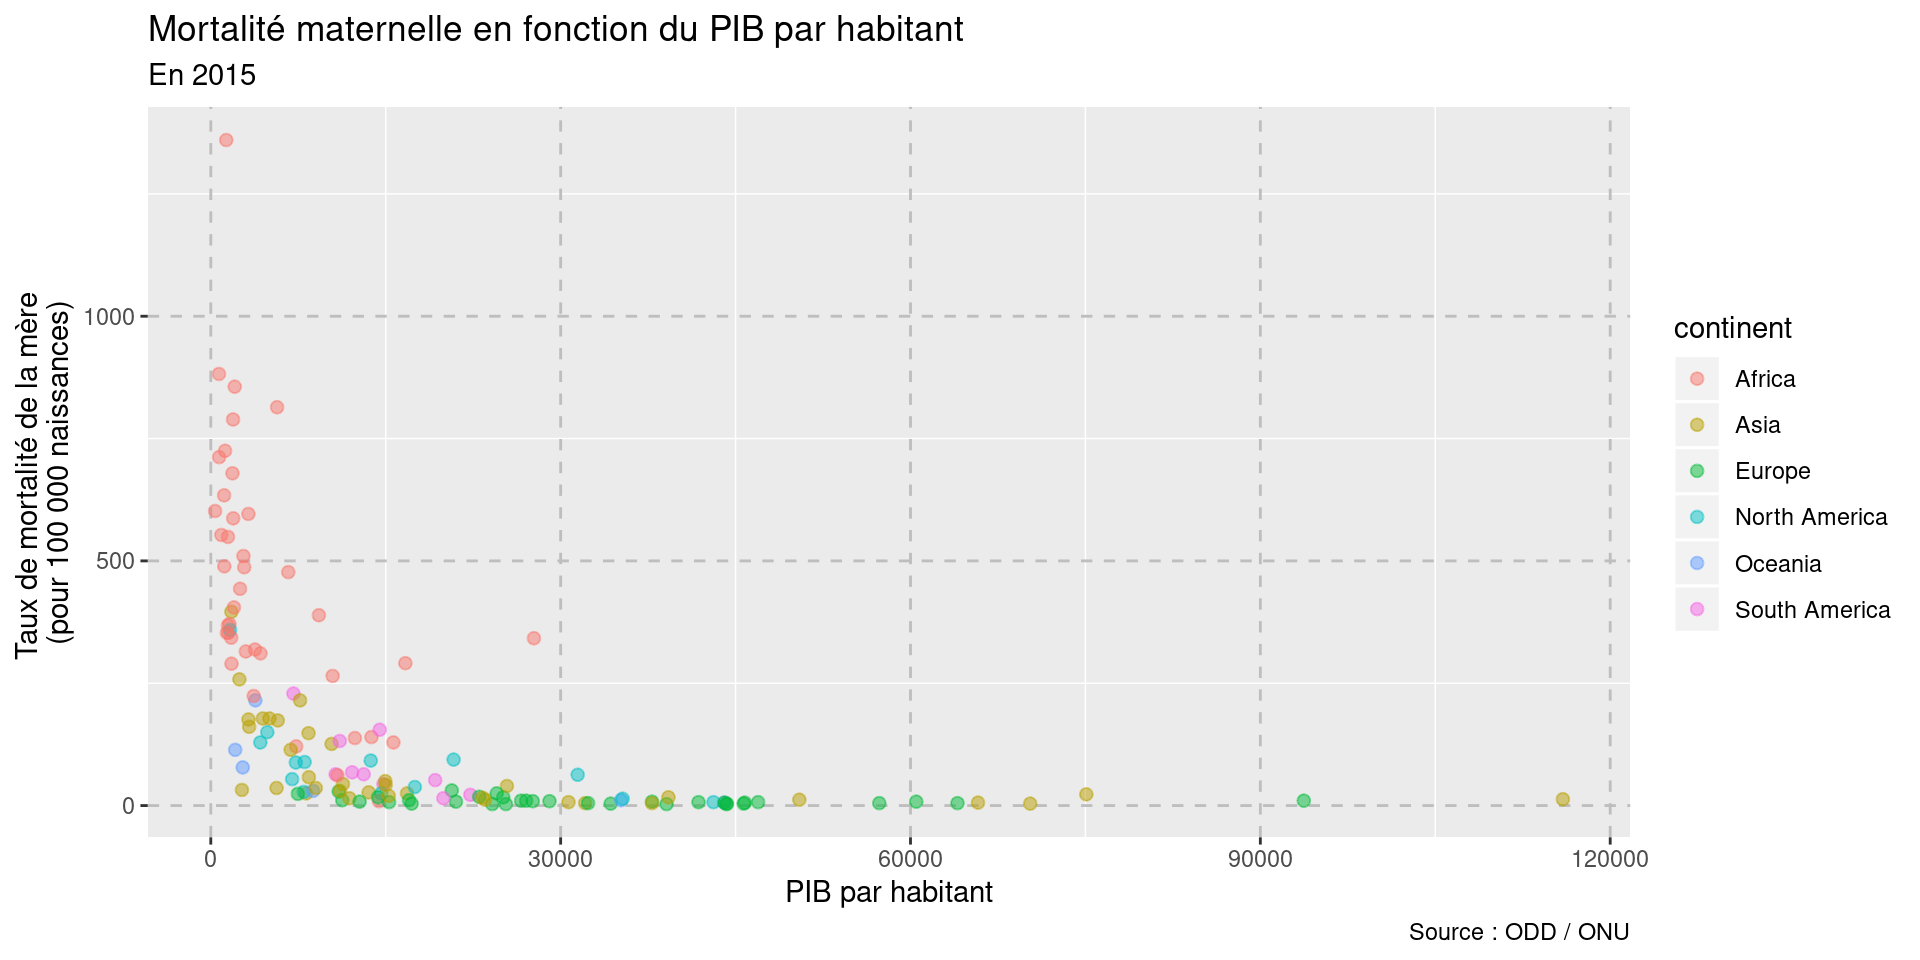 Mortalité maternelle en fonction du PIB par habitant
En 2015
Taux de mortalité de la mère
(pour 100 000 naissances)
1000
500
0
0
30000
60000
90000
120000
PIB par habitant
continent
Africa
Asia
Europe
North America
Oceania
South America
Source : ODD / ONU